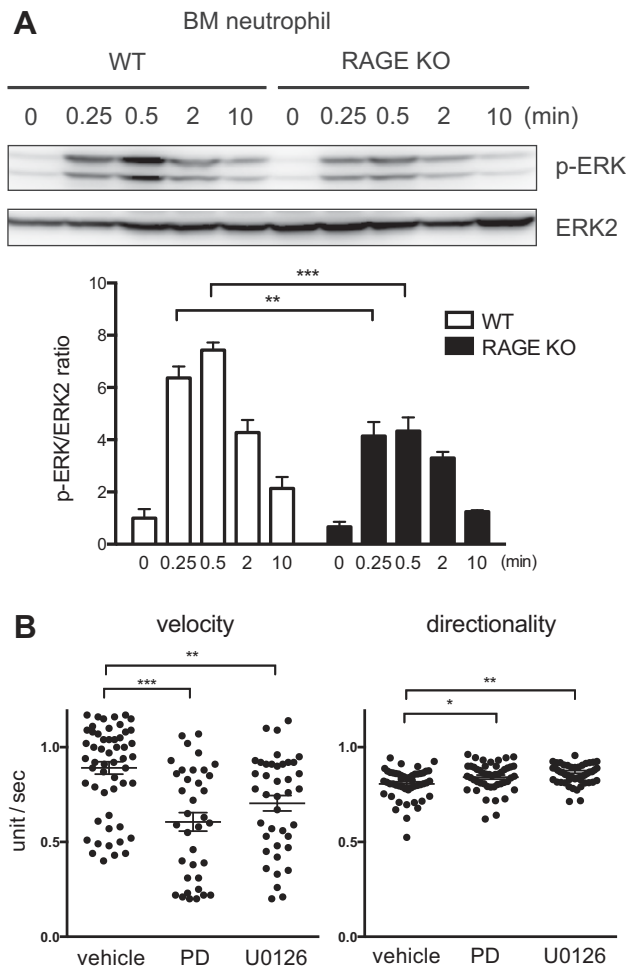 A
BM neutrophil
WT RAGE KO
0 0.25 0.5 2 10 0 0.25 0.5 2 10 (min)
p-ERK
ERK2
***
**
WT
RAGE KO
p-ERK/ERK2 ratio
10
8
6
4
2
0
0 0.25 0.5 2 10 0 0.25 0.5 2 10 (min)
B
velocity directionality
**
***
**
*
unit / sec
1.0
0.5
0.0
1.0
0.5
0.0
vehicle PD U0126 vehicle PD U0126